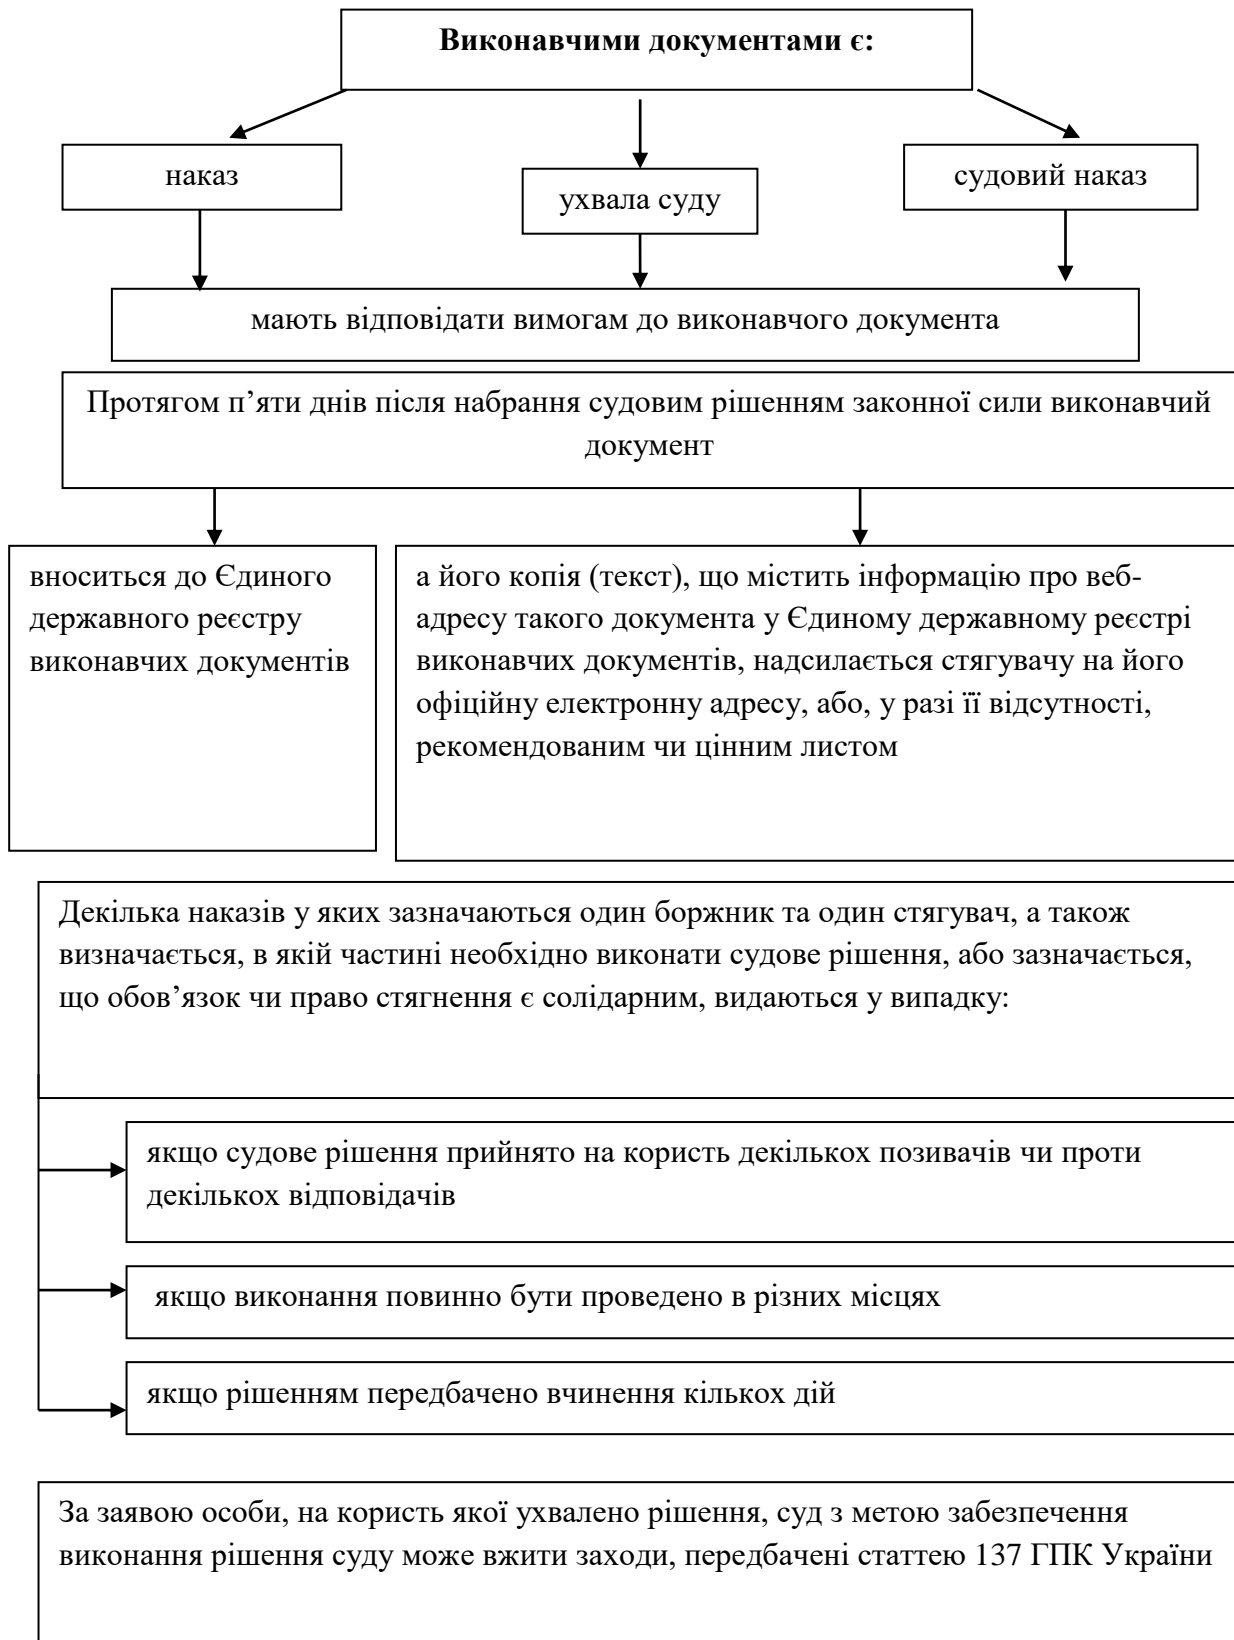 Виконавчими документами є:
наказ
ухвала суду
судовий наказ
мають відповідати вимогам до виконавчого документа
Протягом п’яти днів після набрання судовим рішенням законної сили виконавчий
документ
вноситься до Єдиного
державного реєстру
виконавчих документів
а його копія (текст), що містить інформацію про веб-
адресу такого документа у Єдиному державному реєстрі
виконавчих документів, надсилається стягувачу на його
офіційну електронну адресу, або, у разі її відсутності,
рекомендованим чи цінним листом
Декілька наказів у яких зазначаються один боржник та один стягувач, а також
визначається, в якій частині необхідно виконати судове рішення, або зазначається,
що обов’язок чи право стягнення є солідарним, видаються у випадку:
якщо судове рішення прийнято на користь декількох позивачів чи проти
декількох відповідачів
якщо виконання повинно бути проведено в різних місцях
якщо рішенням передбачено вчинення кількох дій
За заявою особи, на користь якої ухвалено рішення, суд з метою забезпечення
виконання рішення суду може вжити заходи, передбачені статтею 137 ГПК України